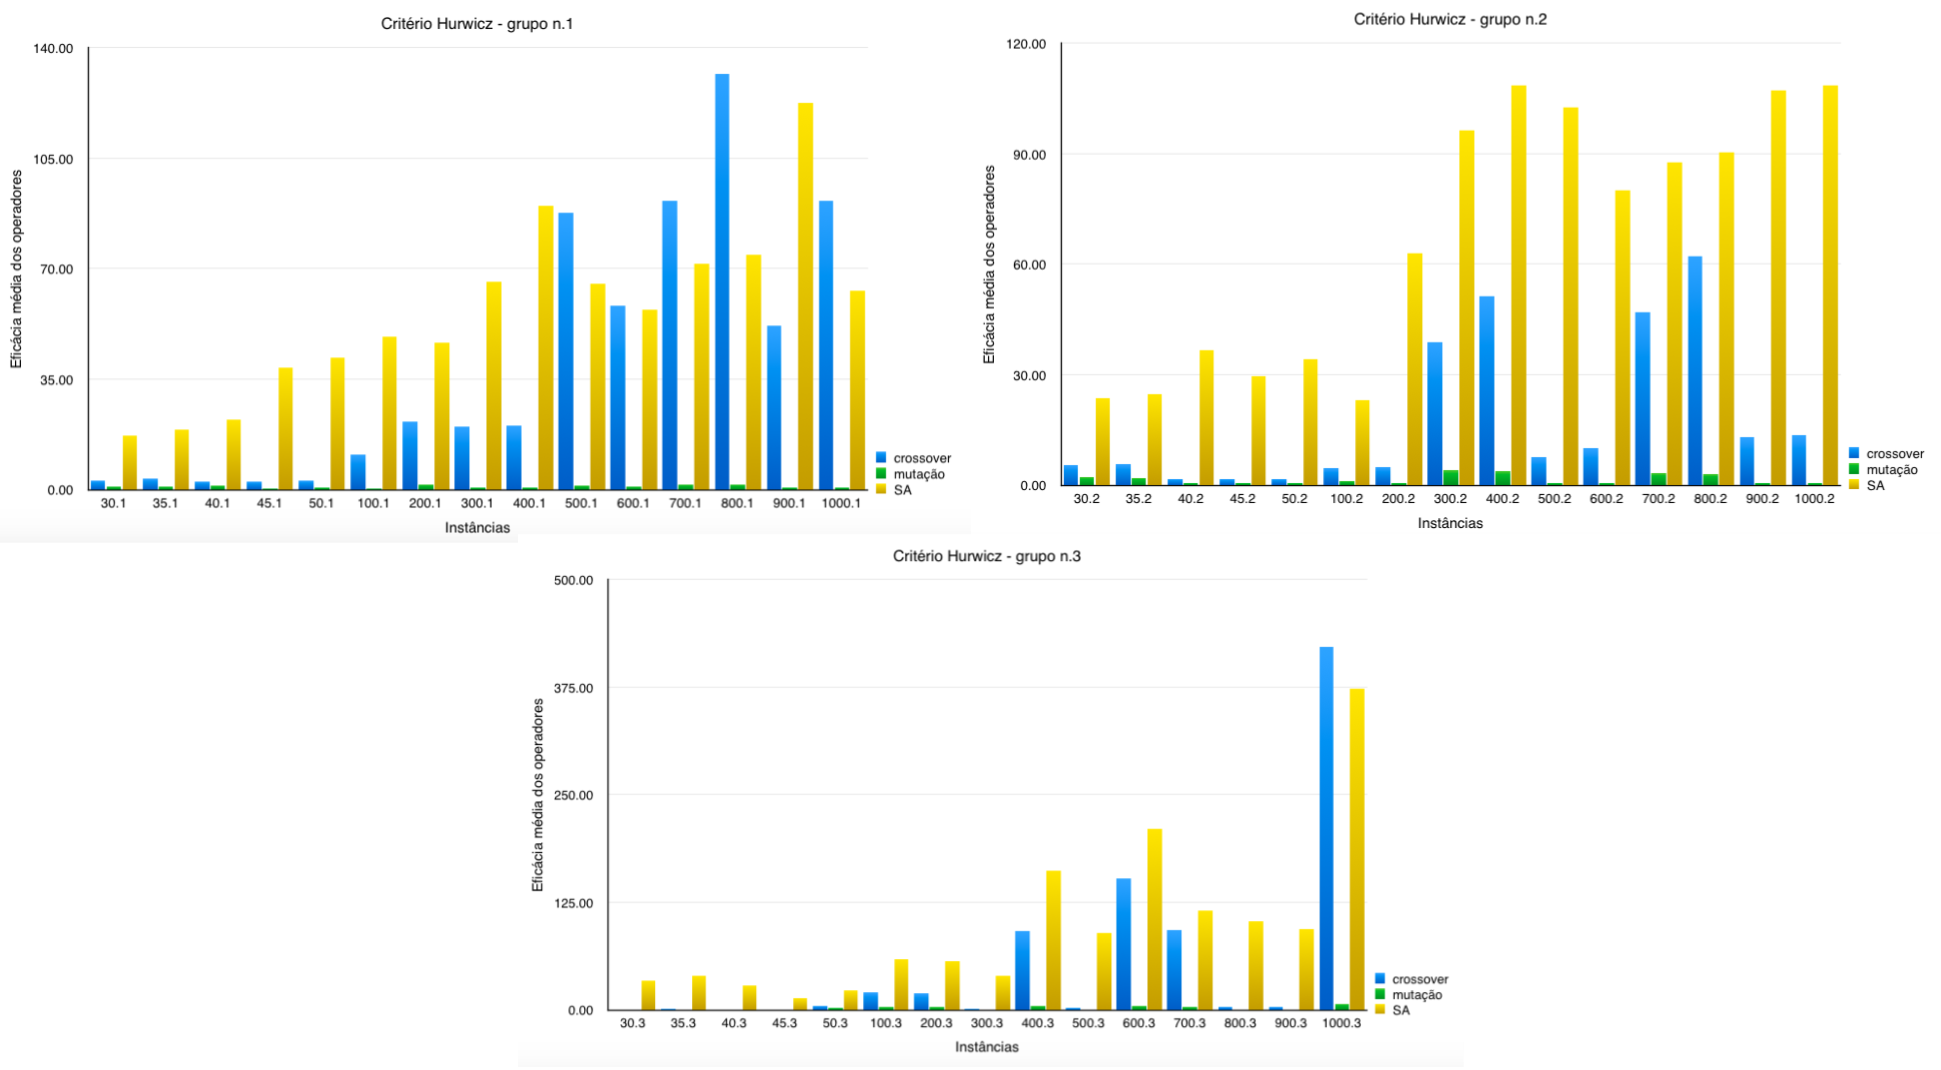 Critério Hurwicz - grupo n.1
Eficácia média dos operadores
140.00
105.00
70.00
35.00
0.00
30.1 35.1 40.1 45.1 50.1 100.1 200.1 300.1 400.1 500.1 600.1 700.1 800.1 900.1 1000.1
Instâncias
crossover
mutação
SA
Critério Hurwicz - grupo n.2
Eficácia média dos operadores
120.00
90.00
60.00
30.00
0.00
30.2 35.2 40.2 45.2 50.2 100.2 200.2 300.2 400.2 500.2 600.2 700.2 800.2 900.2 1000.2
Instâncias
crossover
mutação
SA
Critério Hurwicz - grupo n.3
Eficácia média dos operadores
500.00
375.00
250.00
125.00
0.00
30.3 35.3 40.3 45.3 50.3 100.3 200.3 300.3 400.3 500.3 600.3 700.3 800.3 900.3 1000.3
Instâncias
crossover
mutação
SA